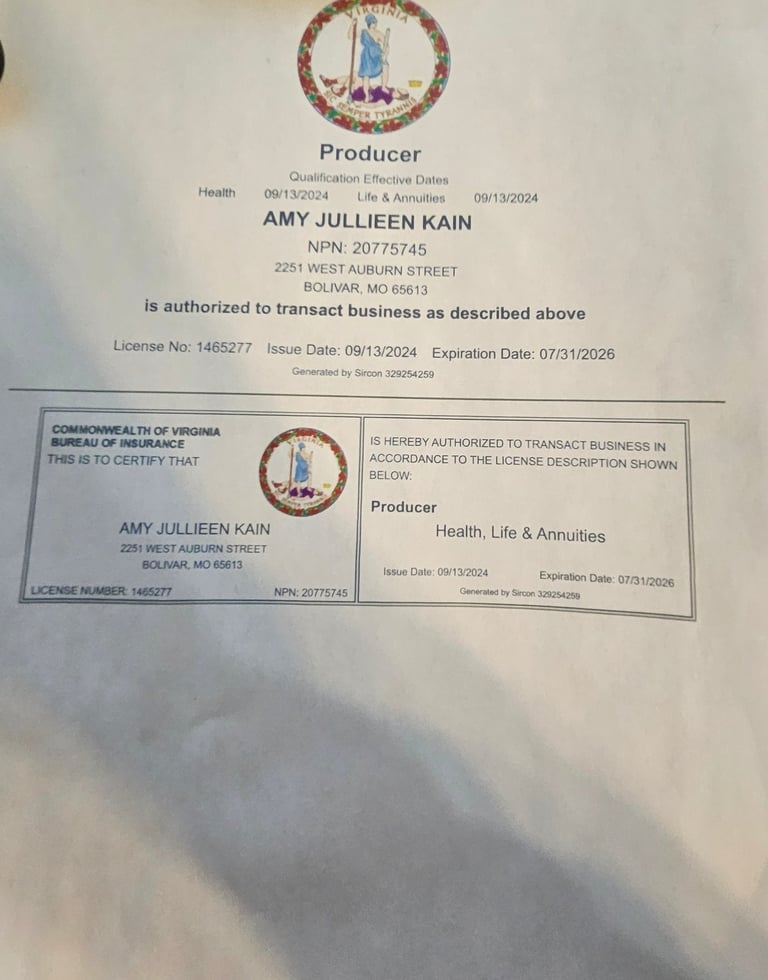 VIRGINIA
SIC SEMPER TYRANNIS
Producer
Qualification Effective Dates
Health 09/13/2024 Life & Annuities 09/13/2024
AMY JULLIEEN KAIN
NPN: 20775745
2251 WEST AUBURN STREET
BOLIVAR, MO 65613
is authorized to transact business as described above
License No: 1465277 Issue Date: 09/13/2024 Expiration Date: 07/31/2026
Generated by Sircon 329254259
COMMONWEALTH OF VIRGINIA
BUREAU OF INSURANCE
THIS IS TO CERTIFY THAT
VIRGINIA
SIC SEMPER TYRANNIS
AMY JULLIEEN KAIN
2251 WEST AUBURN STREET
BOLIVAR, MO 65613
LICENSE NUMBER: 1465277 NPN: 20775745
IS HEREBY AUTHORIZED TO TRANSACT BUSINESS IN
ACCORDANCE TO THE LICENSE DESCRIPTION SHOWN
BELOW:
Producer
Health, Life & Annuities
Issue Date: 09/13/2024 Expiration Date: 07/31/2026
Generated by Sircon 329254259